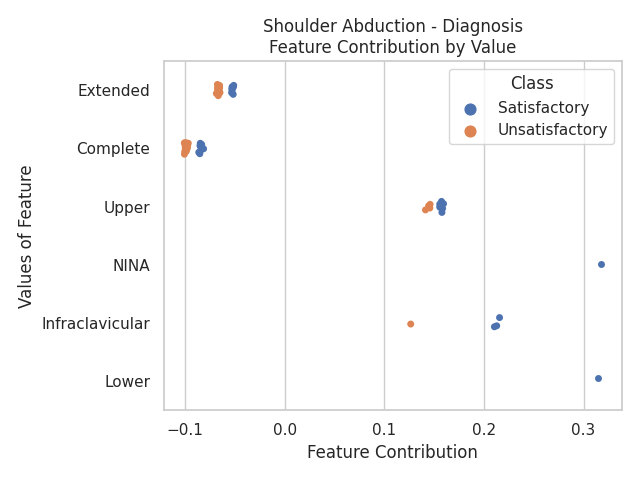 Shoulder Abduction - Diagnosis
Feature Contribution by Value
Class
Satisfactory
Unsatisfactory
Values of Feature
Extended
Complete
Upper
NINA
Infraclavicular
Lower
−0.1 0.0 0.1 0.2 0.3
Feature Contribution